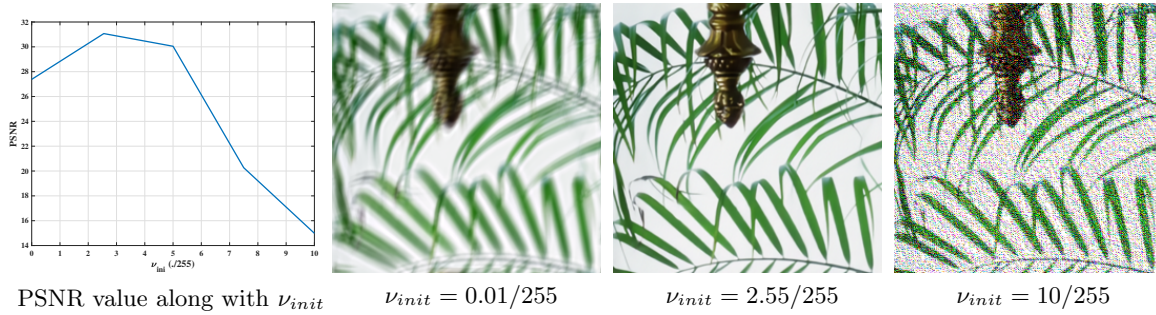 32
30
28
26
24
22
20
18
16
14
PSNR
0 1 2 3 4 5 6 7 8 9 10
ν_ini (./255)
PSNR value along with ν_init
ν_init = 0.01/255
ν_init = 2.55/255
ν_init = 10/255